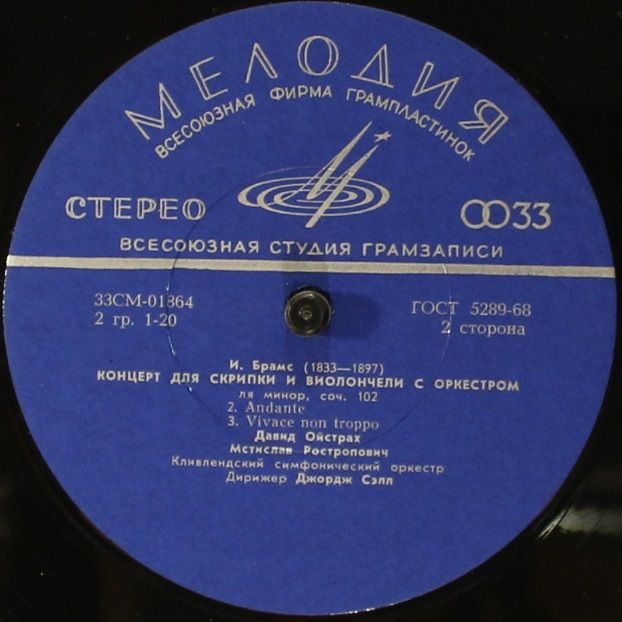 МЕЛОДИЯ
ВСЕСОЮЗНАЯ ФИРМА ГРАМПЛАСТИНОК
СТЕРЕО
33
ВСЕСОЮЗНАЯ СТУДИЯ ГРАМЗАПИСИ
33СМ-01864
ГОСТ 5289-68
2 гр. 1-20
2 сторона
И. Брамс (1833—1897)
КОНЦЕРТ ДЛЯ СКРИПКИ И ВИОЛОНЧЕЛИ С ОРКЕСТРОМ
ля минор, соч. 102
2. Andante
3. Vivace non troppo
Давид Ойстрах
Мстислав Ростропович
Кливлендский симфонический оркестр
Дирижер Джордж Сэлл